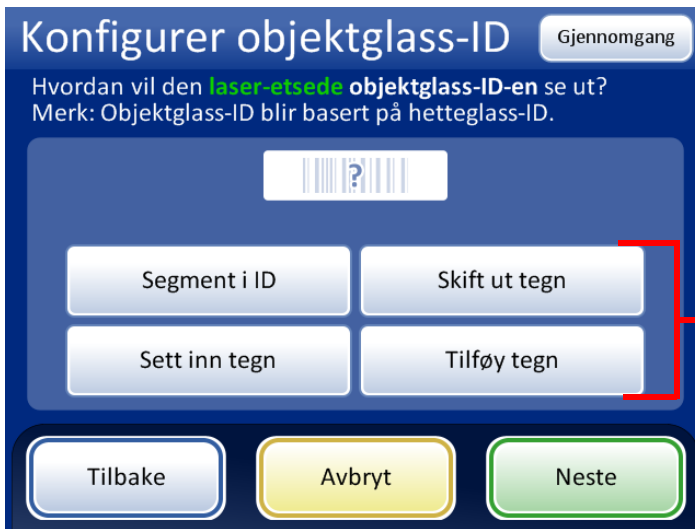 Konfigurer objektglass-ID
Gjennomgang
Hvordan vil den laser-etsede objektglass-ID-en se ut?
Merk: Objektglass-ID blir basert på hetteglass-ID.
?
Segment i ID
Skift ut tegn
Sett inn tegn
Tilføy tegn
Tilbake
Avbryt
Neste